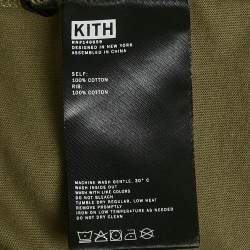 KITH
RN#148659
DESIGNED IN NEW YORK
ASSEMBLED IN CHINA
SELF:
100% COTTON
RIB:
100% COTTON
MACHINE WASH GENTLE, 30° C
WASH INSIDE OUT
WASH WITH LIKE COLORS
DO NOT BLEACH
TUMBLE DRY REGULAR, LOW HEAT
REMOVE PROMPTLY
IRON ON LOW TEMPERATURE AS NEEDED
DO NOT DRY CLEAN